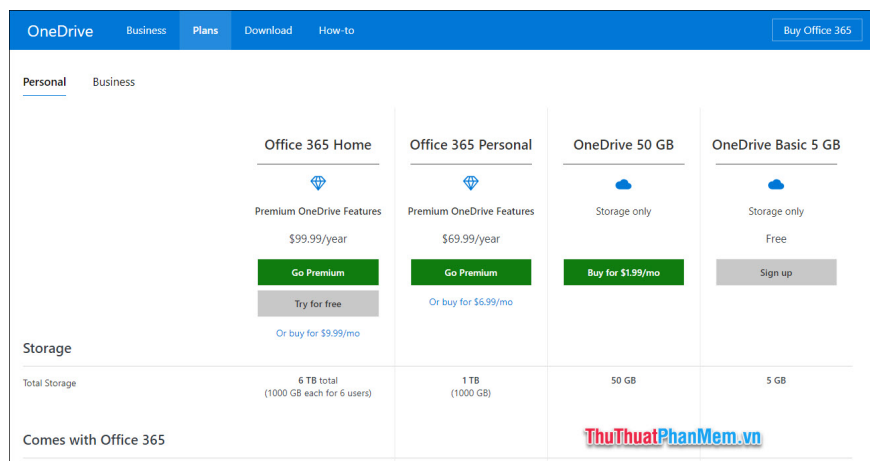 OneDrive Business Plans Download How-to Buy Office 365
Personal Business
Office 365 Home Office 365 Personal OneDrive 50 GB OneDrive Basic 5 GB
Premium OneDrive Features Premium OneDrive Features Storage only Storage only
$99.99/year $69.99/year Free
Go Premium Go Premium Buy for $1.99/mo Sign up
Try for free Or buy for $6.99/mo
Or buy for $9.99/mo
Storage
Total Storage 6 TB total 1 TB 50 GB 5 GB
(1000 GB each for 6 users) (1000 GB)
Comes with Office 365
ThuThuatPhanMem.vn